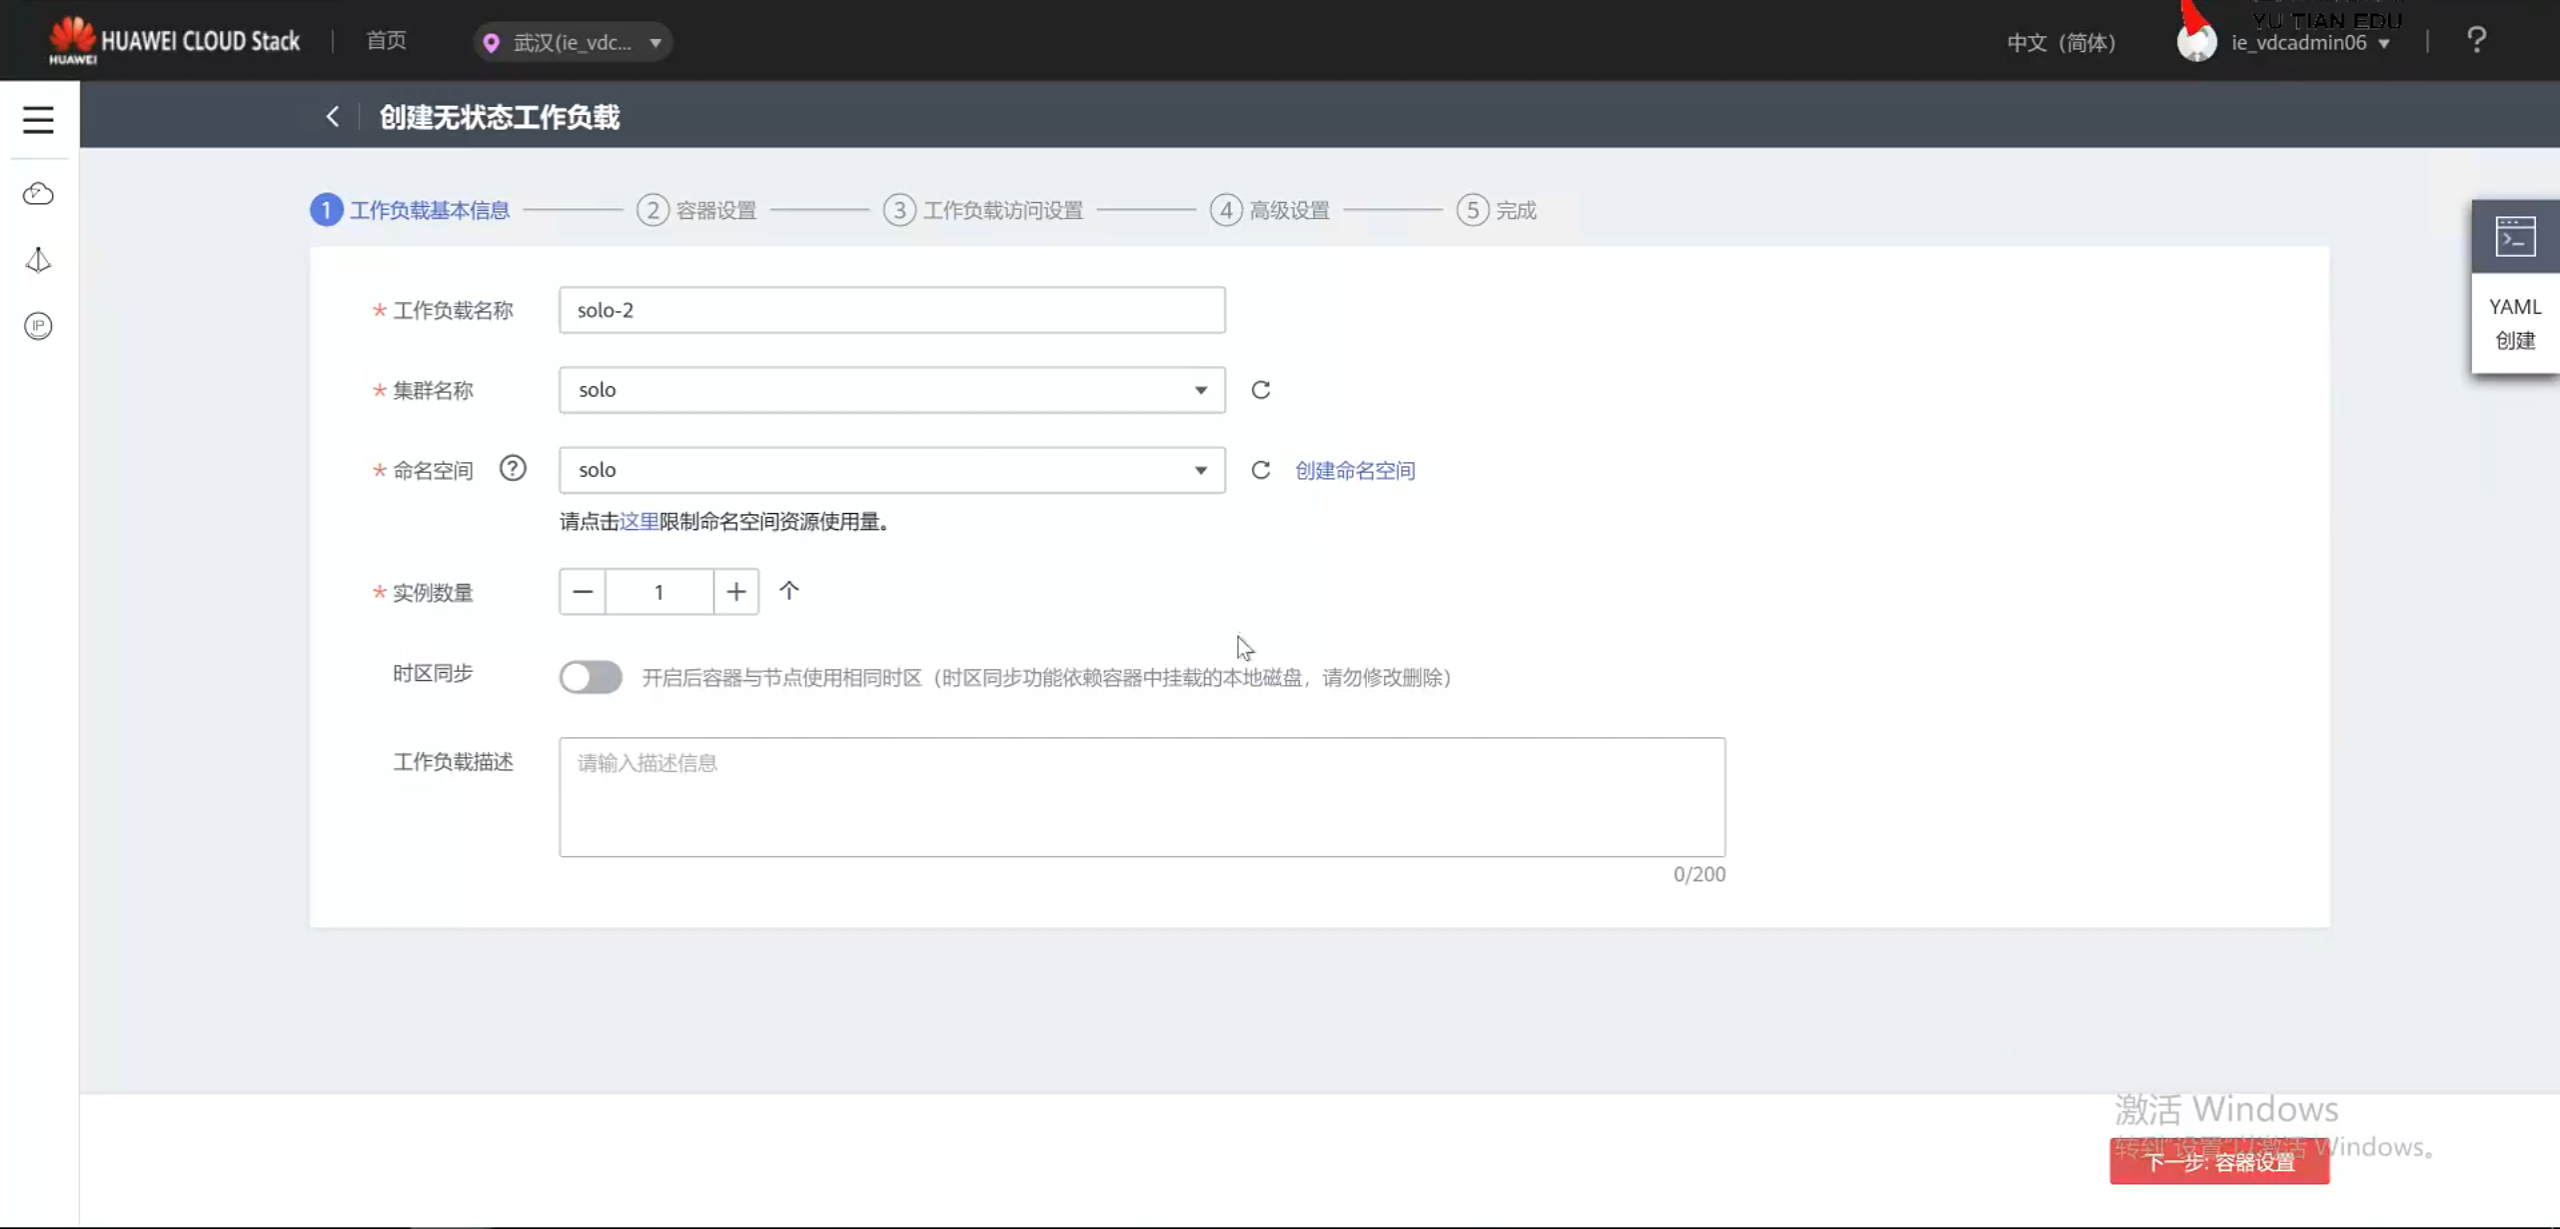 HUAWEI
HUAWEI CLOUD Stack
首页
武汉(ie_vdc...
中文（简体）
YU TIAN EDU
ie_vdcadmin06
?
创建无状态工作负载
1 工作负载基本信息
2 容器设置
3 工作负载访问设置
4 高级设置
5 完成
YAML
创建
* 工作负载名称
solo-2
* 集群名称
solo
* 命名空间 ?
solo
创建命名空间
请点击这里限制命名空间资源使用量。
* 实例数量
1
个
时区同步
开启后容器与节点使用相同时区（时区同步功能依赖容器中挂载的本地磁盘，请勿修改删除）
工作负载描述
请输入描述信息
0/200
IP
激活 Windows
转到"设置"以激活 Windows。
下一步: 容器设置